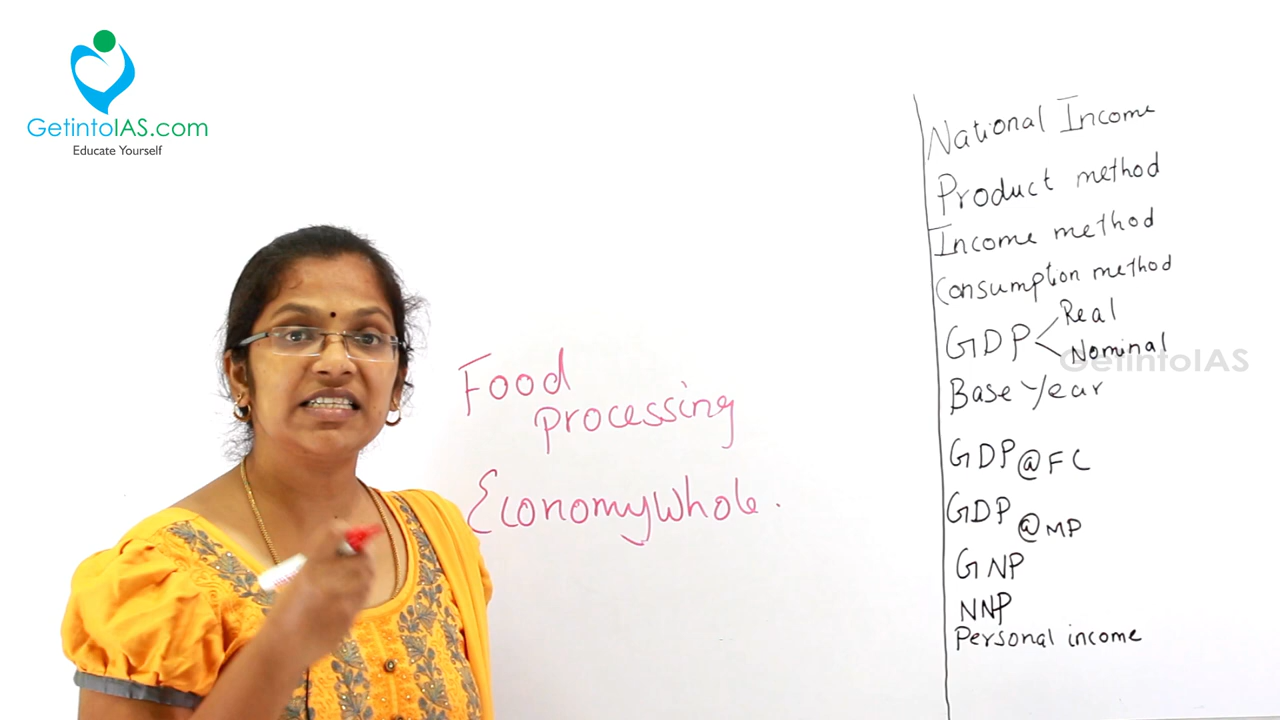 GetintoIAS.com
Educate Yourself
Food
processing
Economywhole.
National Income
Product method
Income method
Consumption method
GDP < Real
Nominal
GetintoIAS
Base Year
GDP @ FC
GDP @ MP
GNP
NNP
Personal income